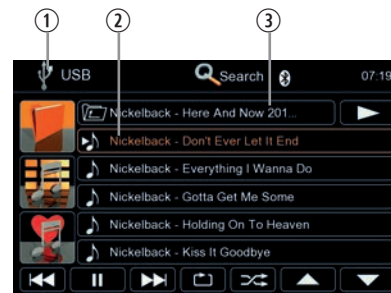 1 2 3
USB Search 07:19
Nickelback - Here And Now 201...
Nickelback - Don't Ever Let It End
Nickelback - Everything I Wanna Do
Nickelback - Gotta Get Me Some
Nickelback - Holding On To Heaven
Nickelback - Kiss It Goodbye